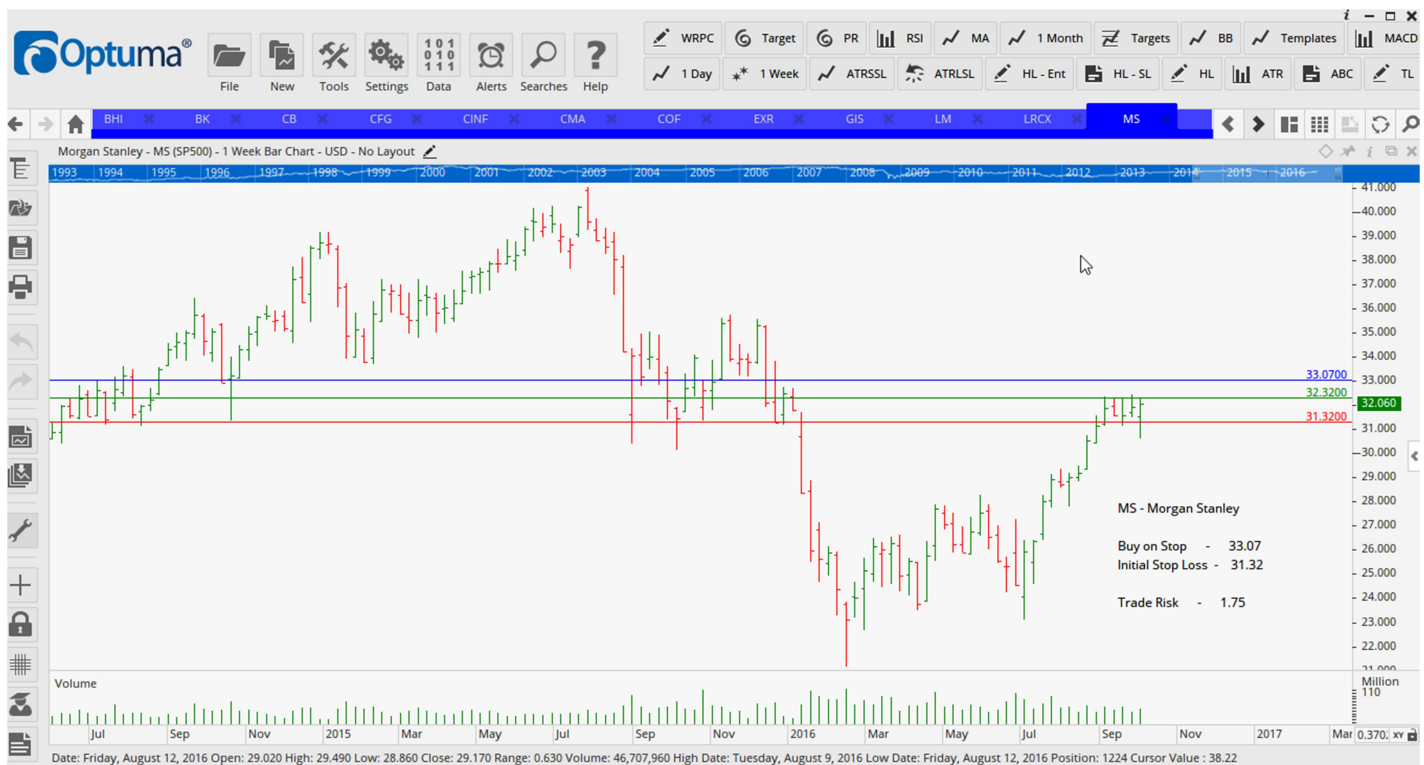 Optuma®
File
New
Tools
Settings
101
010
111
Data
Alerts
Searches
Help
WRPC
Target
PR
RSI
MA
1 Month
Targets
BB
Templates
MACD
1 Day
1 Week
ATRSSL
ATRLSL
HL - Ent
HL - SL
HL
ATR
ABC
TL
BHI
BK
CB
CFG
CINF
CMA
COF
EXR
GIS
LM
LRCX
MS
Morgan Stanley - MS (SP500) - 1 Week Bar Chart - USD - No Layout
1993 1994 1995 1996 1997 1998 1999 2000 2001 2002 2003 2004 2005 2006 2007 2008 2009 2010 2011 2012 2013 2014 2015 2016
41.000
40.000
39.000
38.000
37.000
36.000
35.000
34.000
33.0700
33.000
32.3200
32.060
31.3200
31.000
30.000
29.000
28.000
27.000
26.000
25.000
24.000
23.000
22.000
21.000
MS - Morgan Stanley
Buy on Stop - 33.07
Initial Stop Loss - 31.32
Trade Risk - 1.75
Volume
Million
110
Jul Sep Nov 2015 Mar May Jul Sep Nov 2016 Mar May Jul Sep Nov 2017 Mar
XY
Date: Friday, August 12, 2016 Open: 29.020 High: 29.490 Low: 28.860 Close: 29.170 Range: 0.630 Volume: 46,707,960 High Date: Tuesday, August 9, 2016 Low Date: Friday, August 12, 2016 Position: 1224 Cursor Value : 38.22